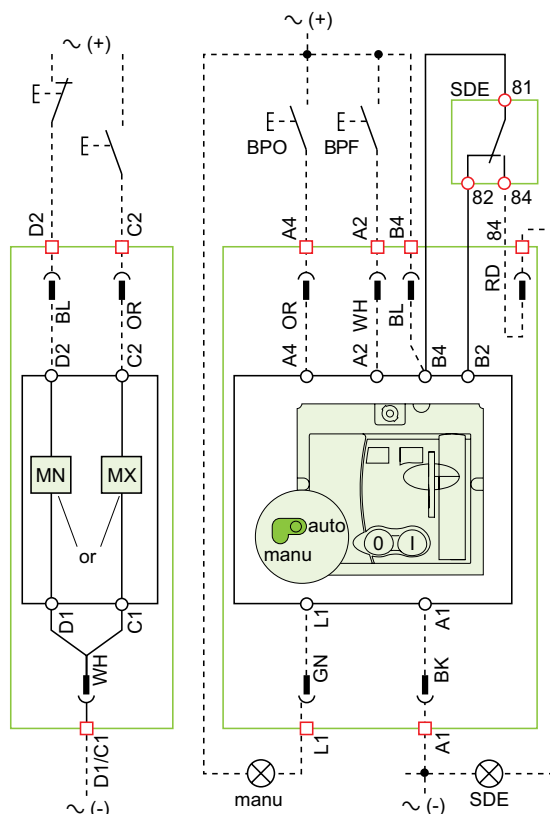 ~ (+)
~ (+)
SDE
81
BPO
BPF
82
84
D2
C2
A4
A2
B4
84
BL
OR
OR
WH
BL
RD
D2
C2
A4
A2
B4
B2
MN
MX
or
auto
manu
0
I
D1
C1
L1
A1
WH
GN
BK
D1/C1
L1
A1
manu
SDE
~ (-)
~ (-)